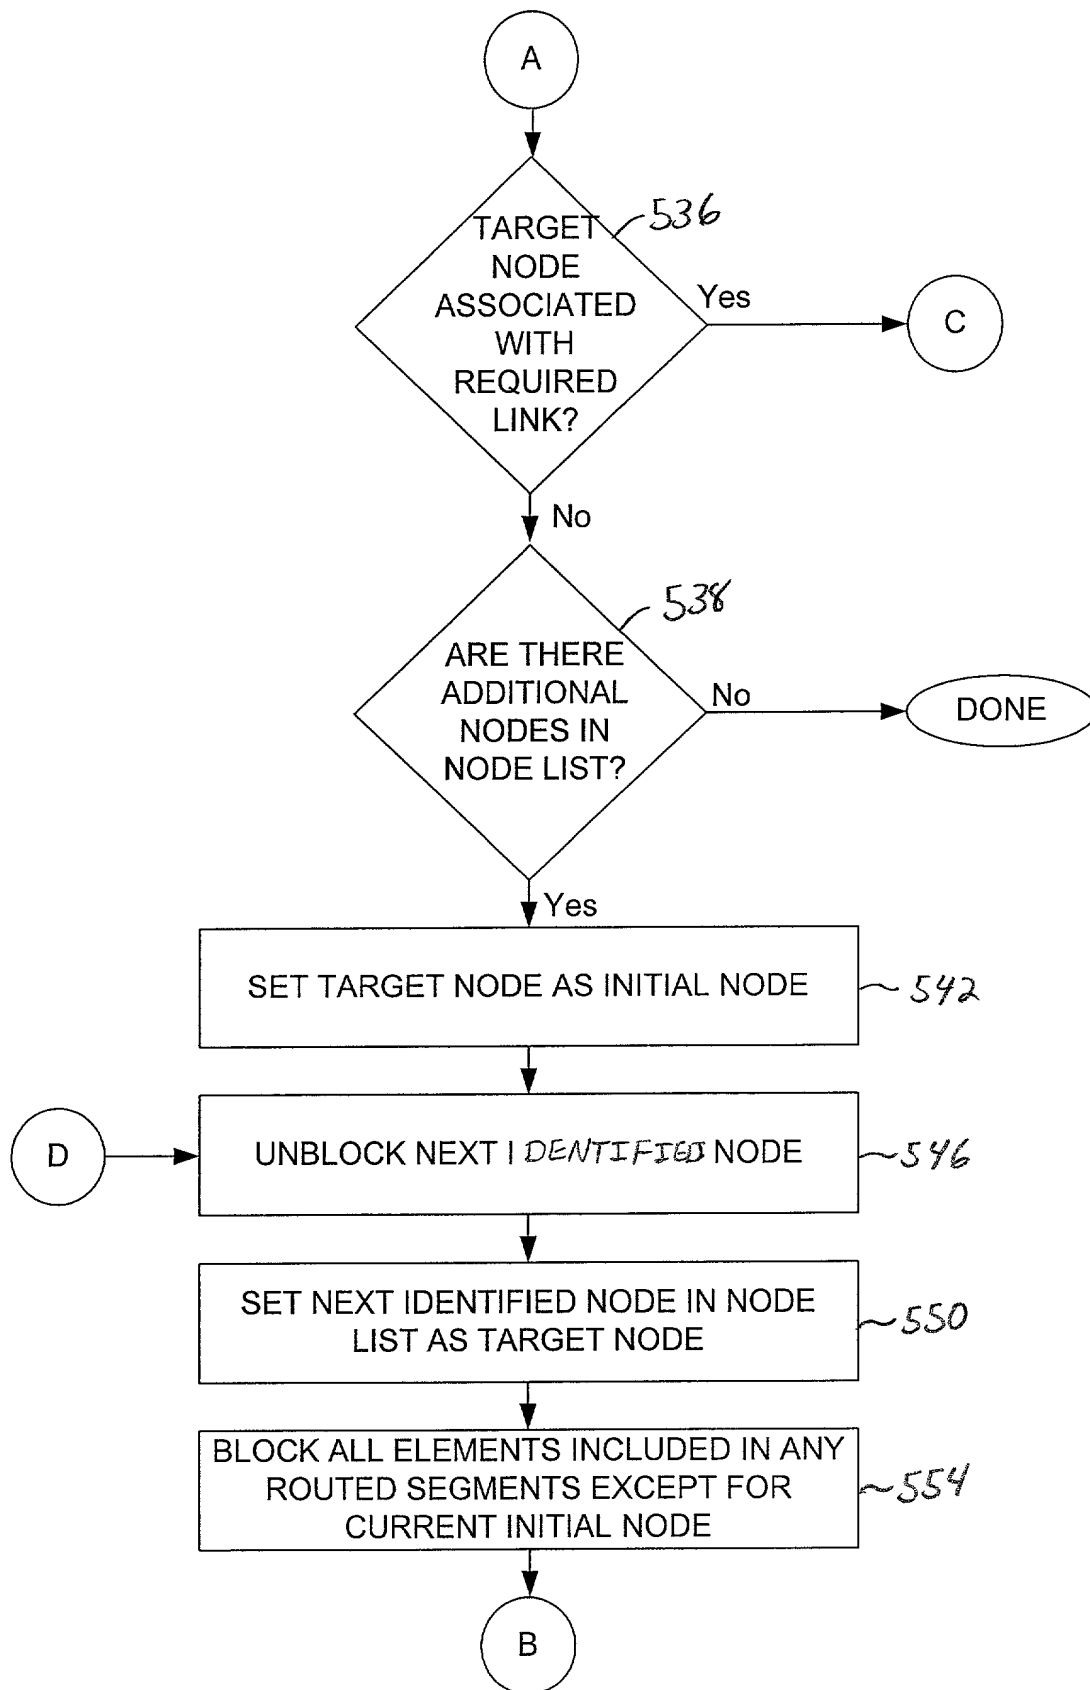 A
TARGET
NODE
ASSOCIATED
WITH
REQUIRED
LINK?
536
Yes
C
No
ARE THERE
ADDITIONAL
NODES IN
NODE LIST?
538
No
DONE
Yes
SET TARGET NODE AS INITIAL NODE
542
D
UNBLOCK NEXT IDENTIFIED NODE
546
SET NEXT IDENTIFIED NODE IN NODE
LIST AS TARGET NODE
550
BLOCK ALL ELEMENTS INCLUDED IN ANY
ROUTED SEGMENTS EXCEPT FOR
CURRENT INITIAL NODE
554
B